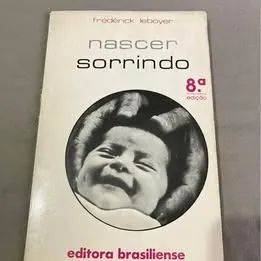 frédérick leboyer
nascer
sorrindo
8.ª
edição
editora brasiliense